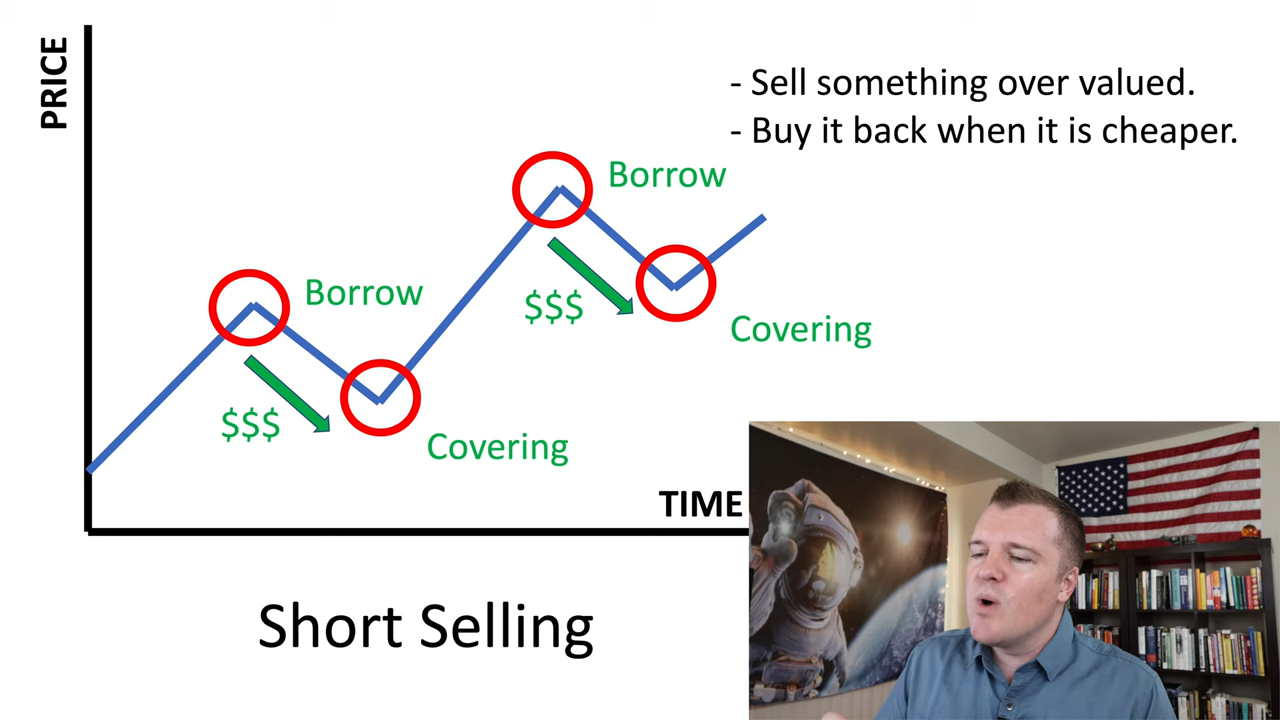 PRICE
- Sell something over valued.
- Buy it back when it is cheaper.
Borrow
$$$
Covering
Borrow
$$$
Covering
TIME
Short Selling